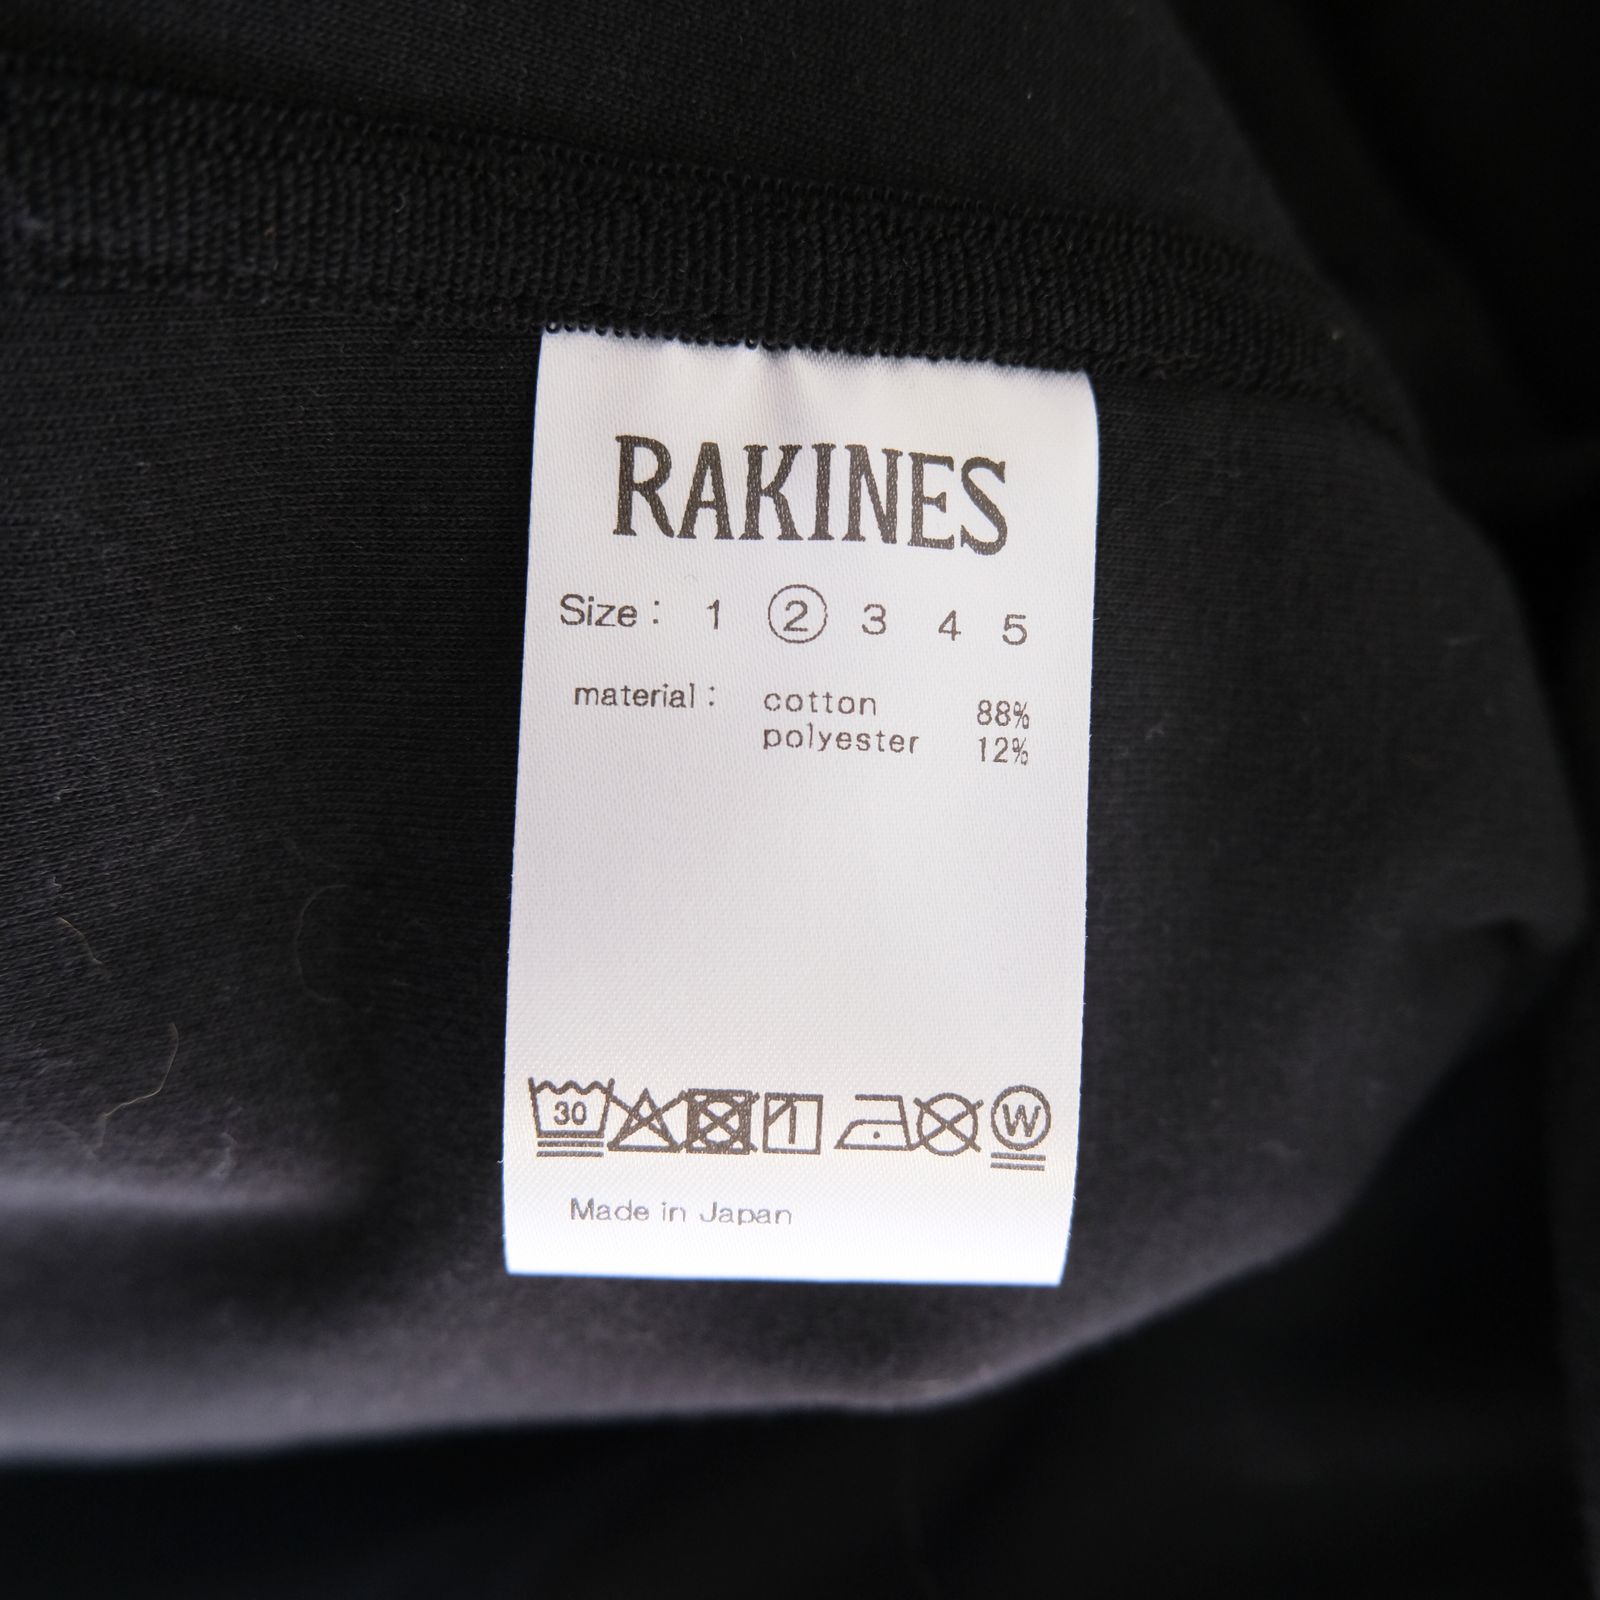 RAKINES
Size : 1 2 3 4 5
material : cotton 88%
polyester 12%
30 W
Made in Japan